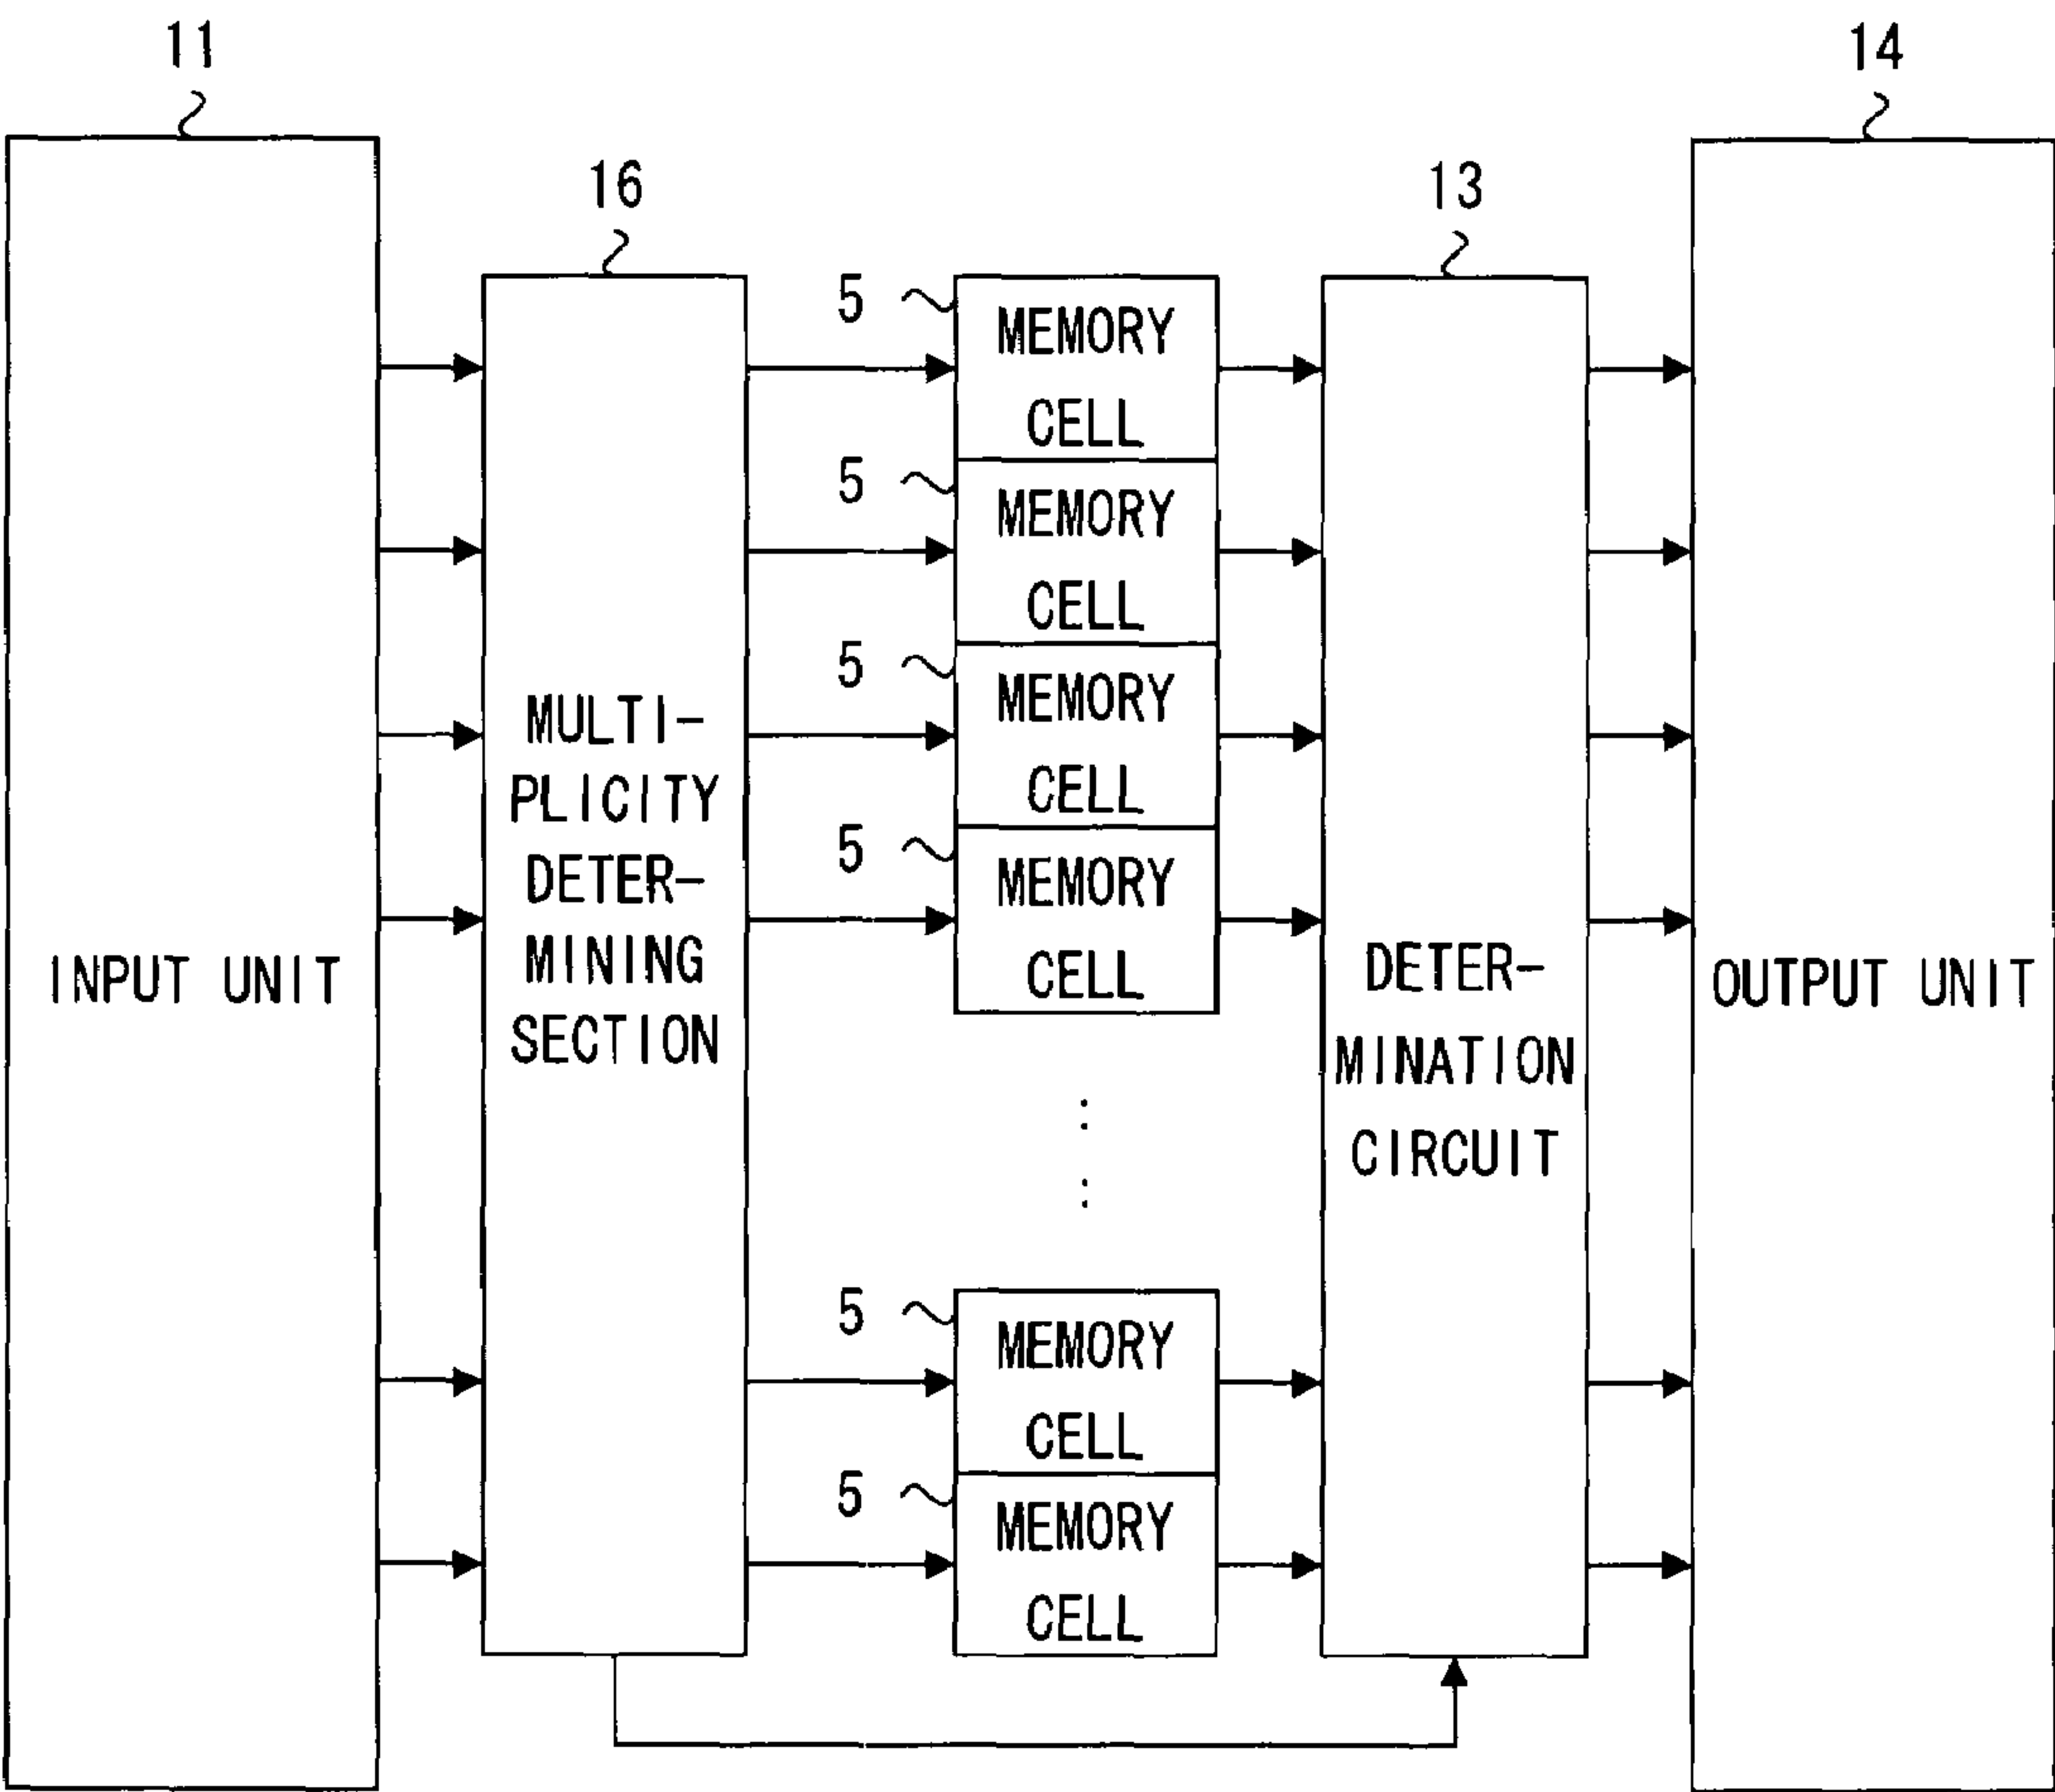 11
14
16
13
5
MEMORY
CELL
5
MEMORY
CELL
5
MEMORY
CELL
5
MEMORY
CELL
MULTI-
PLICITY
DETER-
MINING
SECTION
INPUT UNIT
DETER-
MINATION
CIRCUIT
OUTPUT UNIT
5
MEMORY
CELL
5
MEMORY
CELL